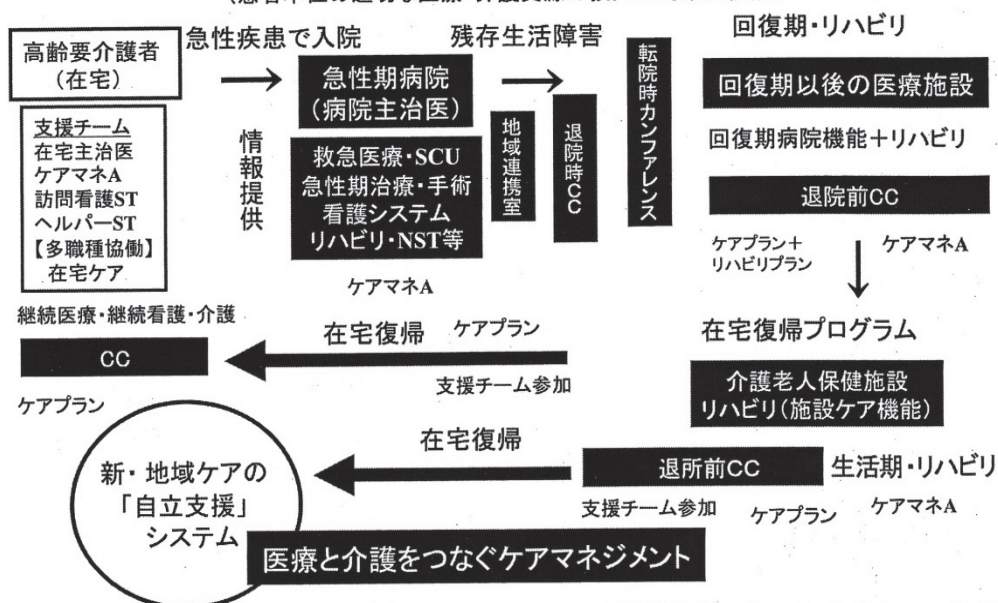 高齢要介護者
（在宅）
急性疾患で入院
残存生活障害
回復期・リハビリ
支援チーム
在宅主治医
ケアマネA
訪問看護ST
ヘルパーST
【多職種協働】
在宅ケア
情報提供
急性期病院
（病院主治医）
救急医療・SCU
急性期治療・手術
看護システム
リハビリ・NST等
ケアマネA
地域連携室
退院時CC
転院時カンファレンス
回復期以後の医療施設
回復期病院機能＋リハビリ
退院前CC
ケアプラン＋
リハビリプラン
ケアマネA
継続医療・継続看護・介護
CC
ケアプラン
在宅復帰
ケアプラン
支援チーム参加
在宅復帰プログラム
介護老人保健施設
リハビリ（施設ケア機能）
在宅復帰
退所前CC
生活期・リハビリ
支援チーム参加
ケアプラン
ケアマネA
新・地域ケアの
「自立支援」
システム
医療と介護をつなぐケアマネジメント